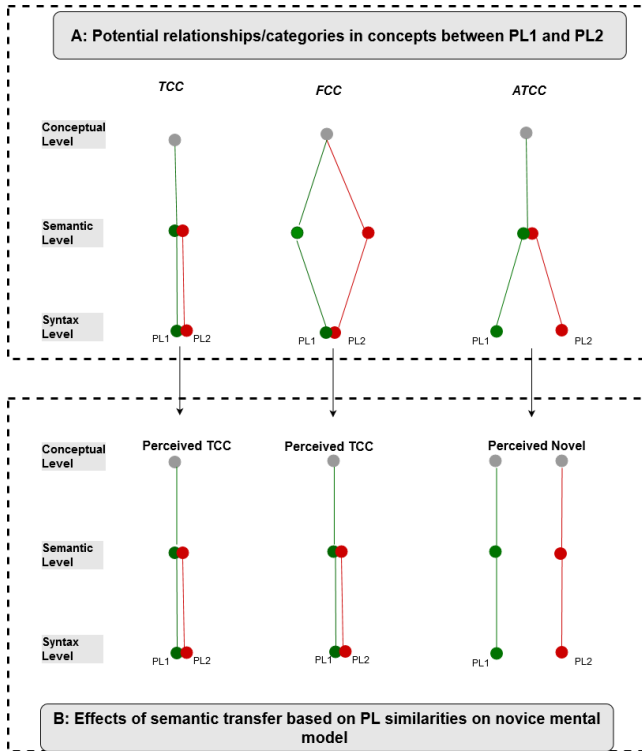 A: Potential relationships/categories in concepts between PL1 and PL2
TCC
FCC
ATCC
Conceptual
Level
Semantic
Level
Syntax
Level
PL1
PL2
PL1
PL2
PL1
PL2
Conceptual
Level
Perceived TCC
Perceived TCC
Perceived Novel
Semantic
Level
Syntax
Level
PL1
PL2
PL1
PL2
PL1
PL2
B: Effects of semantic transfer based on PL similarities on novice mental
model